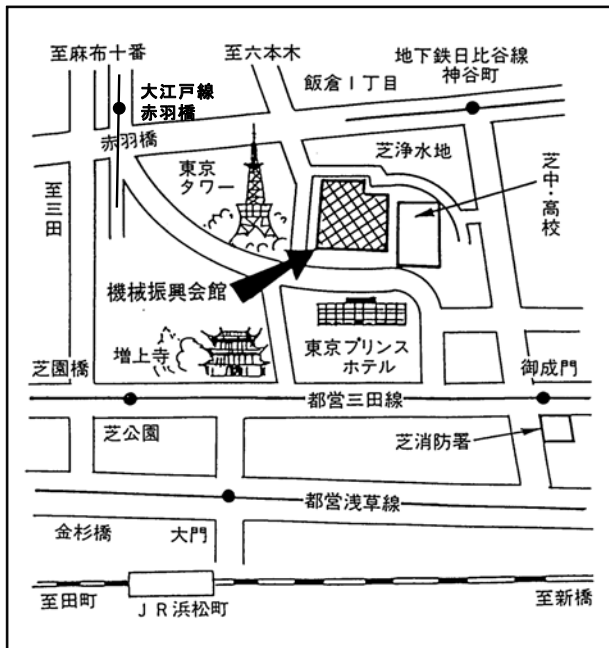 至麻布十番
至六本木
地下鉄日比谷線
神谷町
飯倉1丁目
大江戸線
赤羽橋
赤羽橋
芝浄水地
東京
タワー
芝中・高校
至三田
機械振興会館
増上寺
東京プリンス
ホテル
芝園橋
御成門
都営三田線
芝公園
芝消防署
都営浅草線
金杉橋
大門
至田町
JR浜松町
至新橋